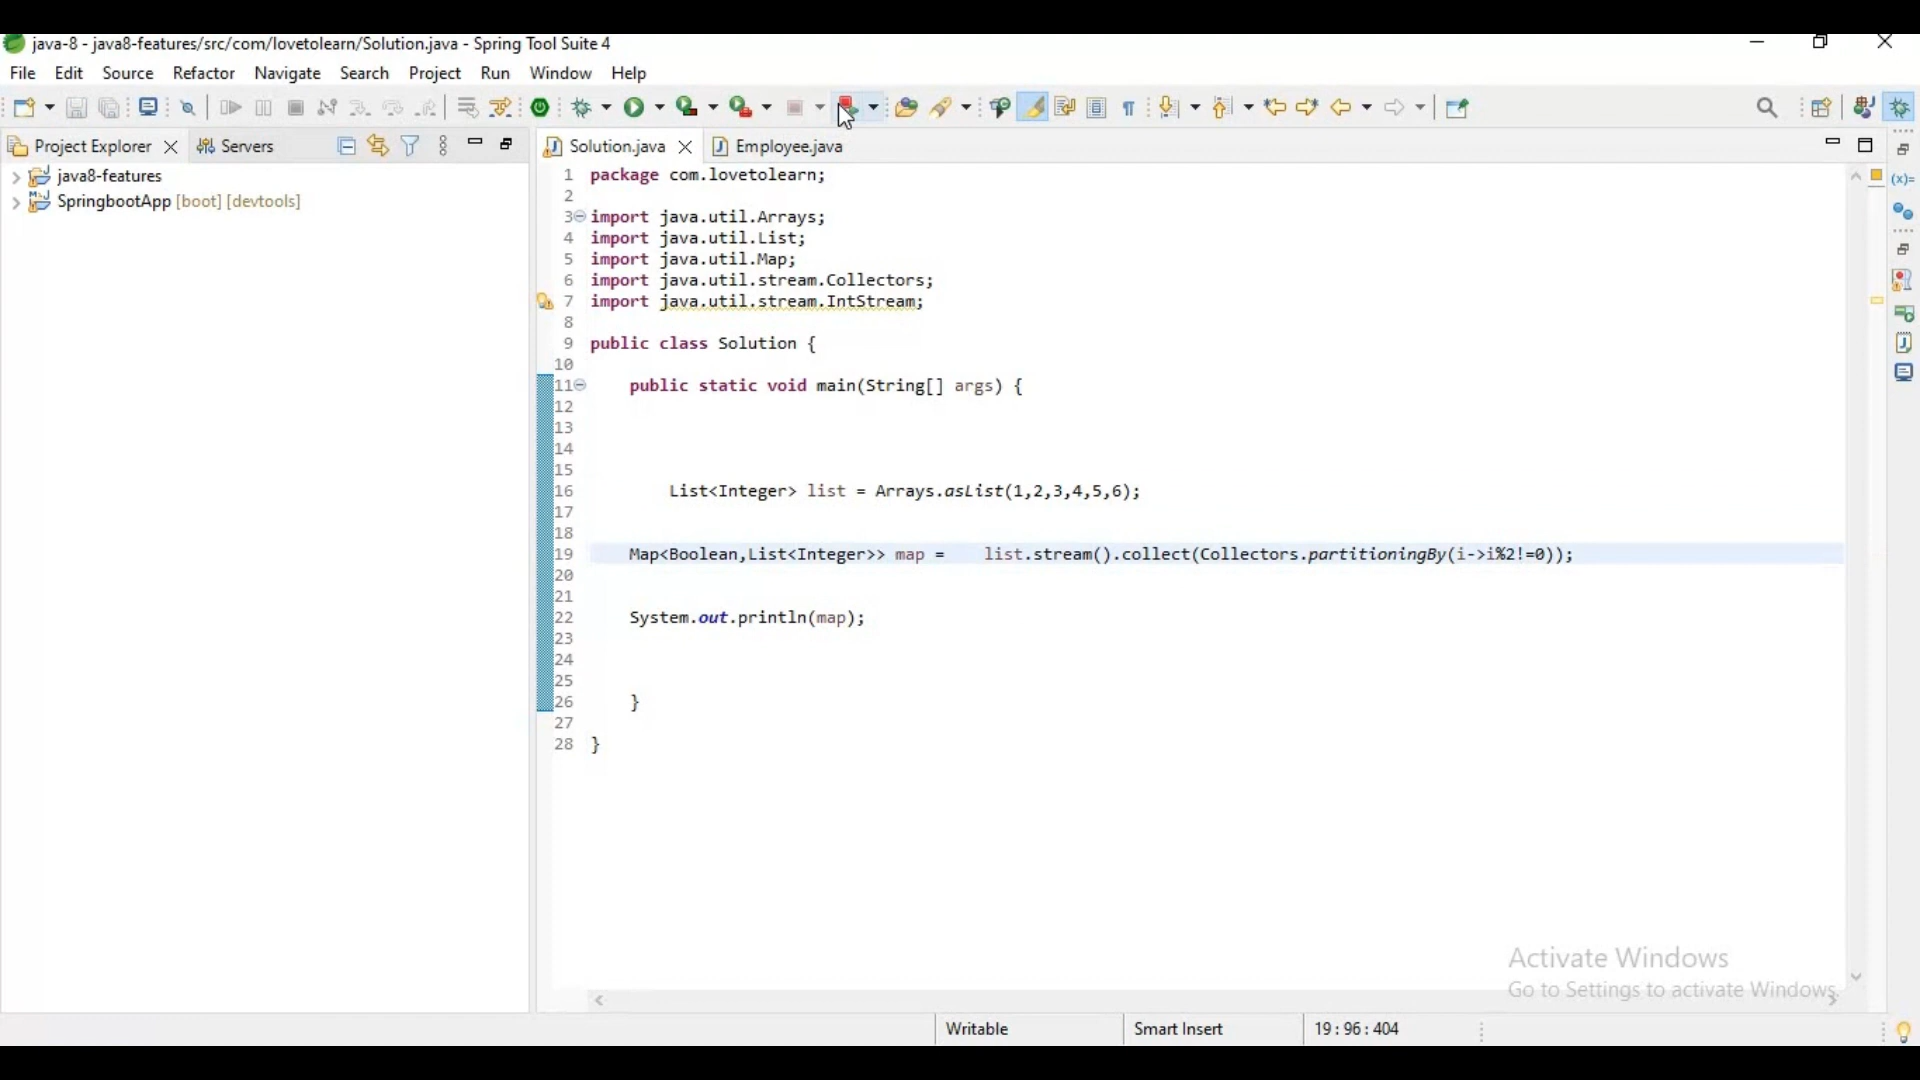 java-8 - java8-features/src/com/lovetolearn/Solution.java - Spring Tool Suite 4
File Edit Source Refactor Navigate Search Project Run Window Help
Project Explorer Servers Solution.java Employee.java
java8-features
SpringbootApp [boot] [devtools]
1 package com.lovetolearn;
2
3 import java.util.Arrays;
4 import java.util.List;
5 import java.util.Map;
6 import java.util.stream.Collectors;
7 import java.util.stream.IntStream;
8
9 public class Solution {
10
11 public static void main(String[] args) {
12
13
14
15
16 List<Integer> list = Arrays.asList(1,2,3,4,5,6);
17
18
19 Map<Boolean,List<Integer>> map = list.stream().collect(Collectors.partitioningBy(i->i%2!=0));
20
21
22 System.out.println(map);
23
24
25
26 }
27
28 }
(x)=
Activate Windows
Go to Settings to activate Windows.
Writable Smart Insert 19 : 96 : 404